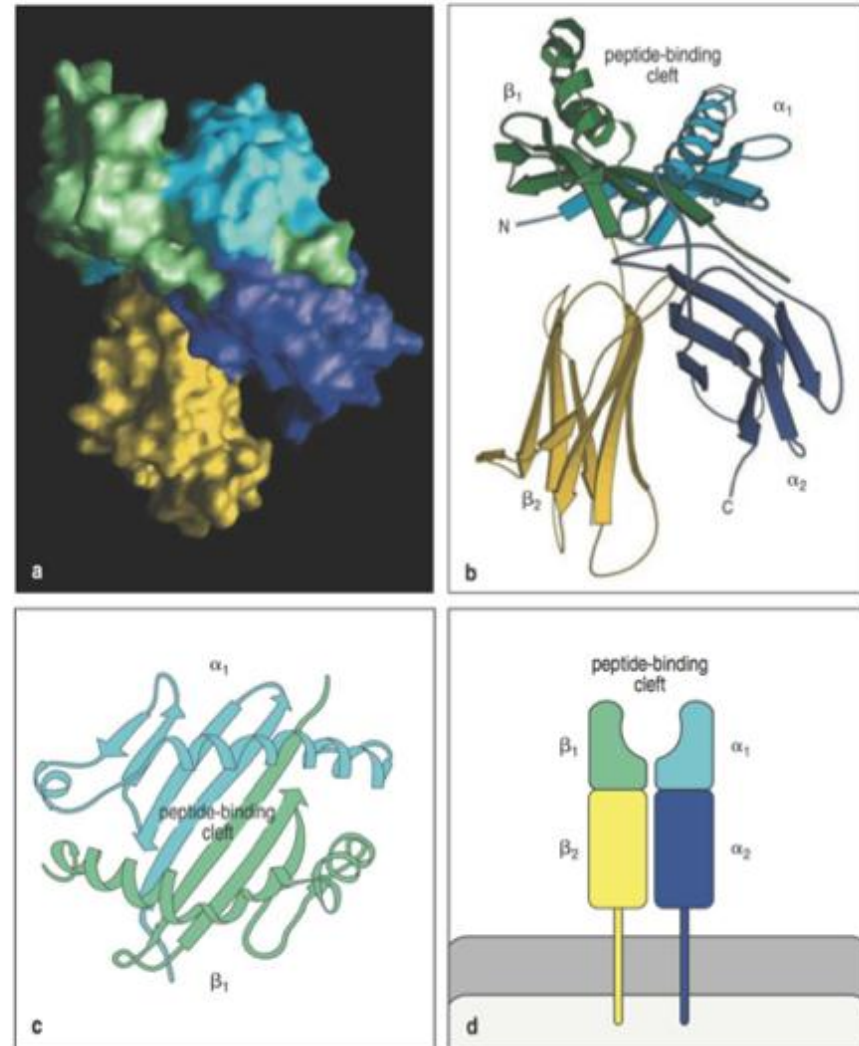 a
peptide-binding
cleft
β₁
α₁
N
β₂
α₂
C
b
α₁
peptide-binding
cleft
β₁
c
peptide-binding
cleft
β₁
α₁
β₂
α₂
d